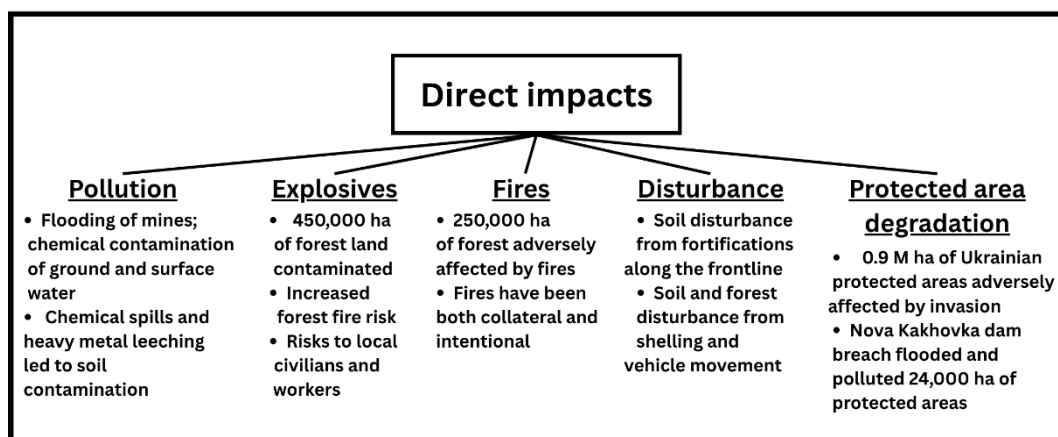 Direct impacts
Pollution
• Flooding of mines;
chemical contamination
of ground and surface
water
• Chemical spills and
heavy metal leeching
led to soil
contamination
Explosives
• 450,000 ha
of forest land
contaminated
• Increased
forest fire risk
• Risks to local
civilians and
workers
Fires
• 250,000 ha
of forest adversely
affected by fires
• Fires have been
both collateral and
intentional
Disturbance
• Soil disturbance
from fortifications
along the frontline
• Soil and forest
disturbance from
shelling and
vehicle movement
Protected area
degradation
• 0.9 M ha of Ukrainian
protected areas adversely
affected by invasion
• Nova Kakhovka dam
breach flooded and
polluted 24,000 ha of
protected areas